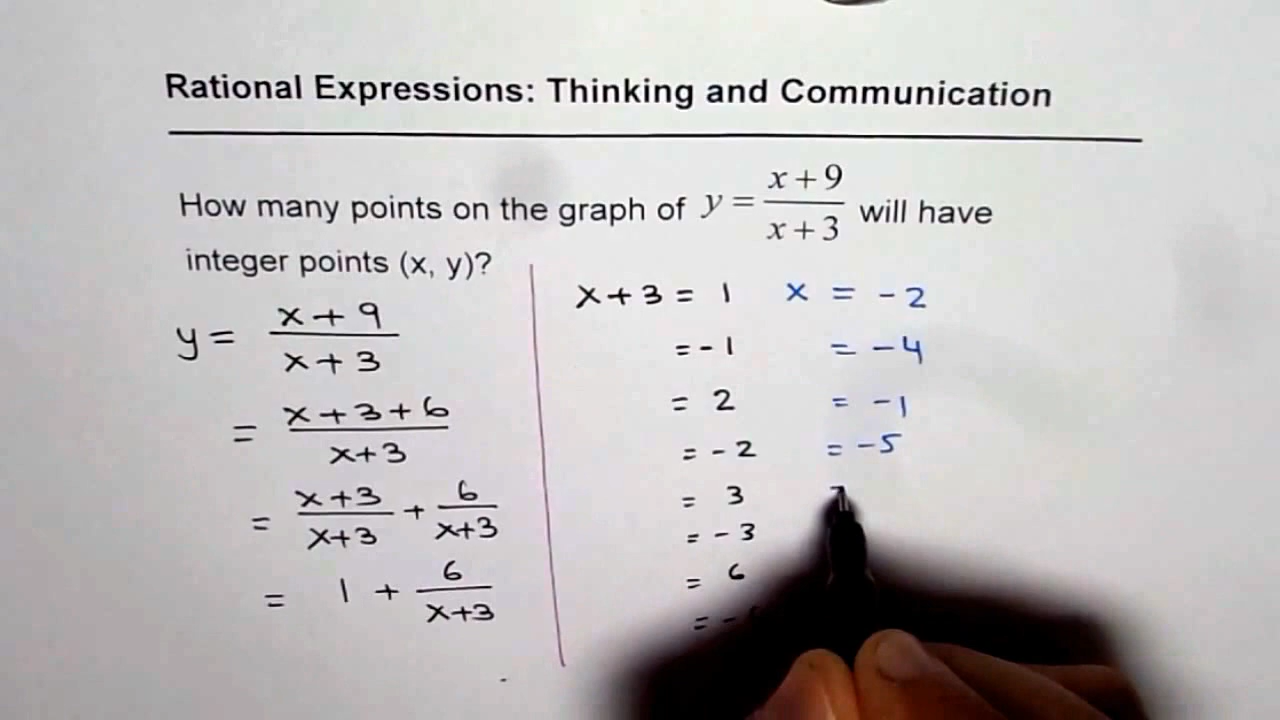 Rational Expressions: Thinking and Communication
How many points on the graph of y = (x+9)/(x+3) will have
integer points (x, y)?
y = (x+9)/(x+3)
= (x+3+6)/(x+3)
= (x+3)/(x+3) + 6/(x+3)
= 1 + 6/(x+3)
x+3 = 1 x = -2
= -1 = -4
= 2 = -1
= -2 = -5
= 3
= -3
= 6
= -